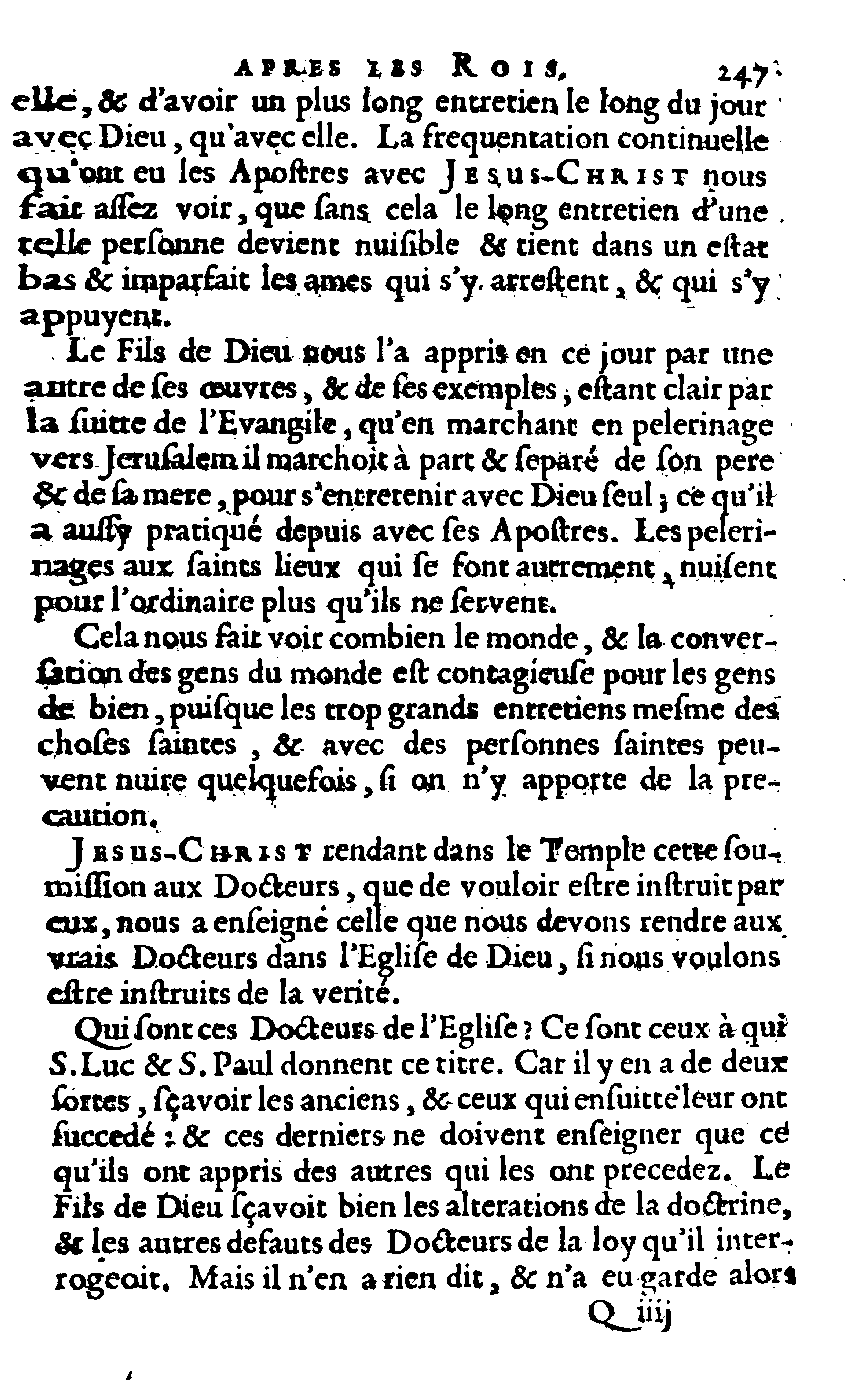 APRES LES ROIS. 247
elle, & d'avoir un plus long entretien le long du jour
avec Dieu, qu'avec elle. La frequentation continuelle
qu'ont eu les Apoſtres avec JESUS-CHRIST nous
fait aſſez voir, que ſans cela le long entretien d'une
telle perſonne devient nuiſible & tient dans un eſtat
bas & imparfait les ames qui s'y arreſtent, & qui s'y
appuyent.
Le Fils de Dieu nous l'a appris en ce jour par une
autre de ſes œuvres, & de ſes exemples; eſtant clair par
la ſuitte de l'Evangile, qu'en marchant en pelerinage
vers Jeruſalem il marchoit à part & ſeparé de ſon pere
& de ſa mere, pour s'entretenir avec Dieu ſeul; ce qu'il
a auſſy pratiqué depuis avec ſes Apoſtres. Les peleri-
nages aux ſaints lieux qui ſe font autrement, nuiſent
pour l'ordinaire plus qu'ils ne ſervent.
Cela nous fait voir combien le monde, & la conver-
ſation des gens du monde eſt contagieuſe pour les gens
de bien, puiſque les trop grands entretiens meſme des
choſes ſaintes, & avec des perſonnes ſaintes peu-
vent nuire quelquefois, ſi on n'y apporte de la pre-
caution.
JESUS-CHRIST rendant dans le Temple cette ſou-
miſſion aux Docteurs, que de vouloir eſtre inſtruit par
eux, nous a enſeigné celle que nous devons rendre aux
vrais Docteurs dans l'Egliſe de Dieu, ſi nous voulons
eſtre inſtruits de la verité.
Qui ſont ces Docteurs de l'Egliſe? Ce ſont ceux à qui
S. Luc & S. Paul donnent ce titre. Car il y en a de deux
ſortes, ſçavoir les anciens, & ceux qui enſuitte leur ont
ſuccedé: & ces derniers ne doivent enſeigner que ce
qu'ils ont appris des autres qui les ont precedez. Le
Fils de Dieu ſçavoit bien les alterations de la doctrine,
& les autres defauts des Docteurs de la loy qu'il inter-
rogeoit. Mais il n'en a rien dit, & n'a eu garde alors
Q iiij